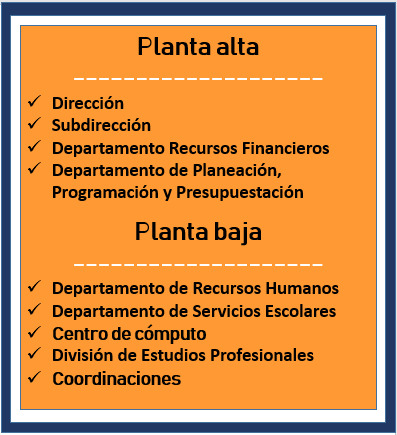 Planta alta
Dirección
Subdirección
Departamento Recursos Financieros
Departamento de Planeación,
Programación y Presupuestación
Planta baja
Departamento de Recursos Humanos
Departamento de Servicios Escolares
Centro de cómputo
División de Estudios Profesionales
Coordinaciones